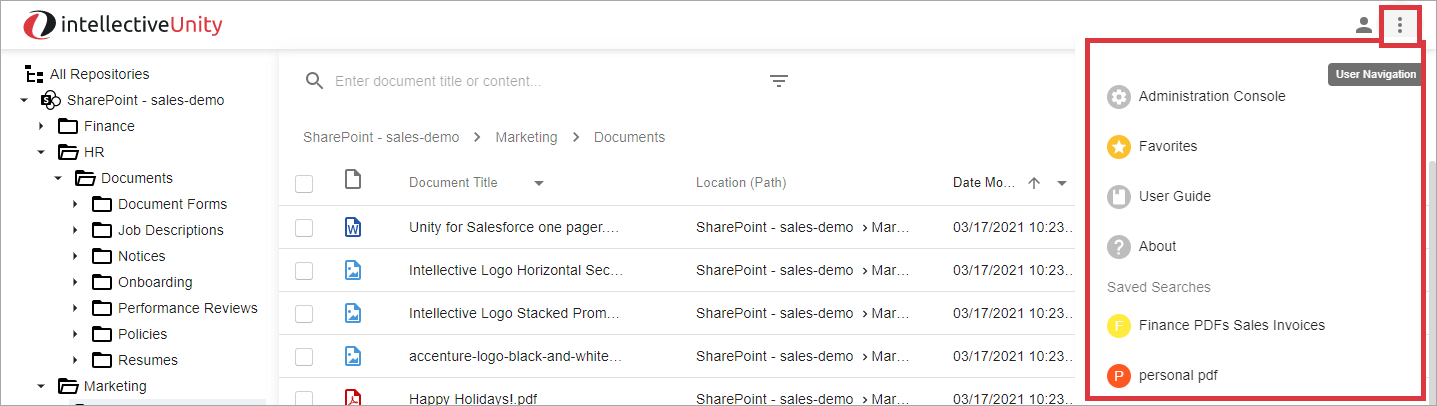 intellectiveUnity
All Repositories
SharePoint - sales-demo
Finance
HR
Documents
Document Forms
Job Descriptions
Notices
Onboarding
Performance Reviews
Policies
Resumes
Marketing
Enter document title or content...
SharePoint - sales-demo > Marketing > Documents
Document Title Location (Path) Date Mo...
W Unity for Salesforce one pager.... SharePoint - sales-demo > Mar... 03/17/2021 10:23...
Intellective Logo Horizontal Sec... SharePoint - sales-demo > Mar... 03/17/2021 10:23...
Intellective Logo Stacked Prom... SharePoint - sales-demo > Mar... 03/17/2021 10:23...
accenture-logo-black-and-white... SharePoint - sales-demo > Mar... 03/17/2021 10:23...
Happy Holidays!.pdf SharePoint - sales-demo > Mar... 03/17/2021 10:23...
User Navigation
Administration Console
Favorites
User Guide
? About
Saved Searches
F Finance PDFs Sales Invoices
P personal pdf